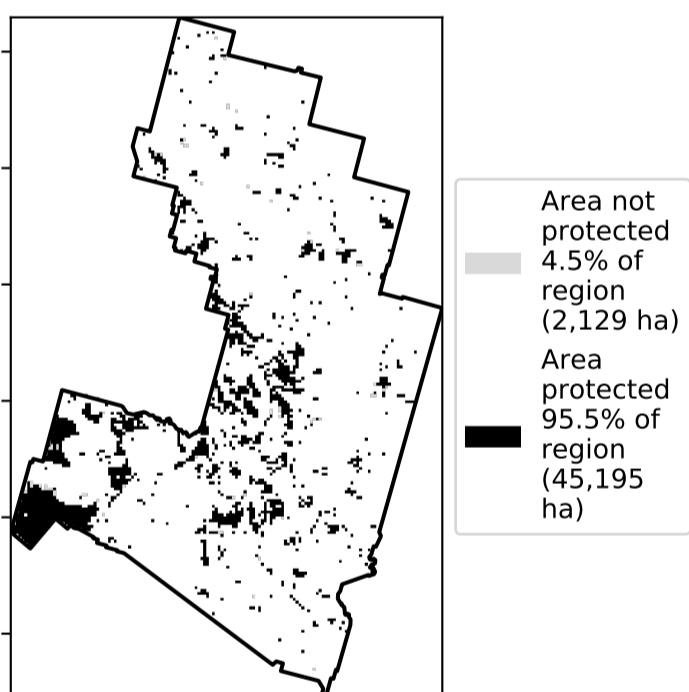 Area not
protected
4.5% of
region
(2,129 ha)
Area
protected
95.5% of
region
(45,195
ha)